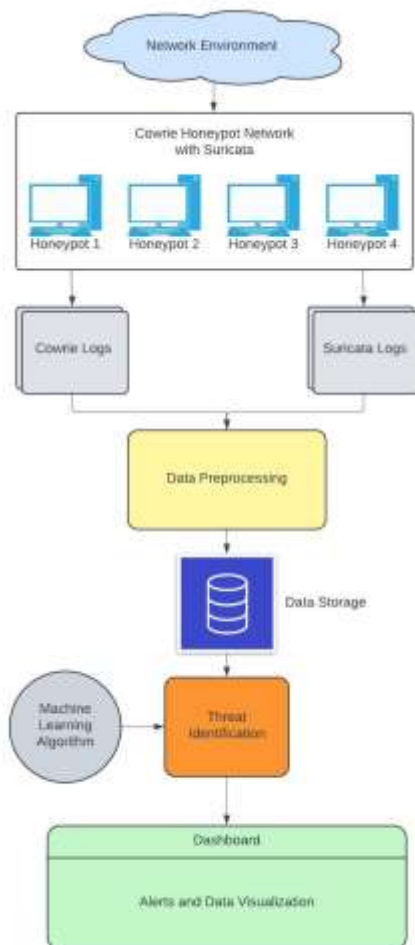 Network Environment
Cowrie Honeypot Network
with Suricata
Honeypot 1
Honeypot 2
Honeypot 3
Honeypot 4
Cowrie Logs
Suricata Logs
Data Preprocessing
Data Storage
Machine
Learning
Algorithm
Threat
Identification
Dashboard
Alerts and Data Visualization